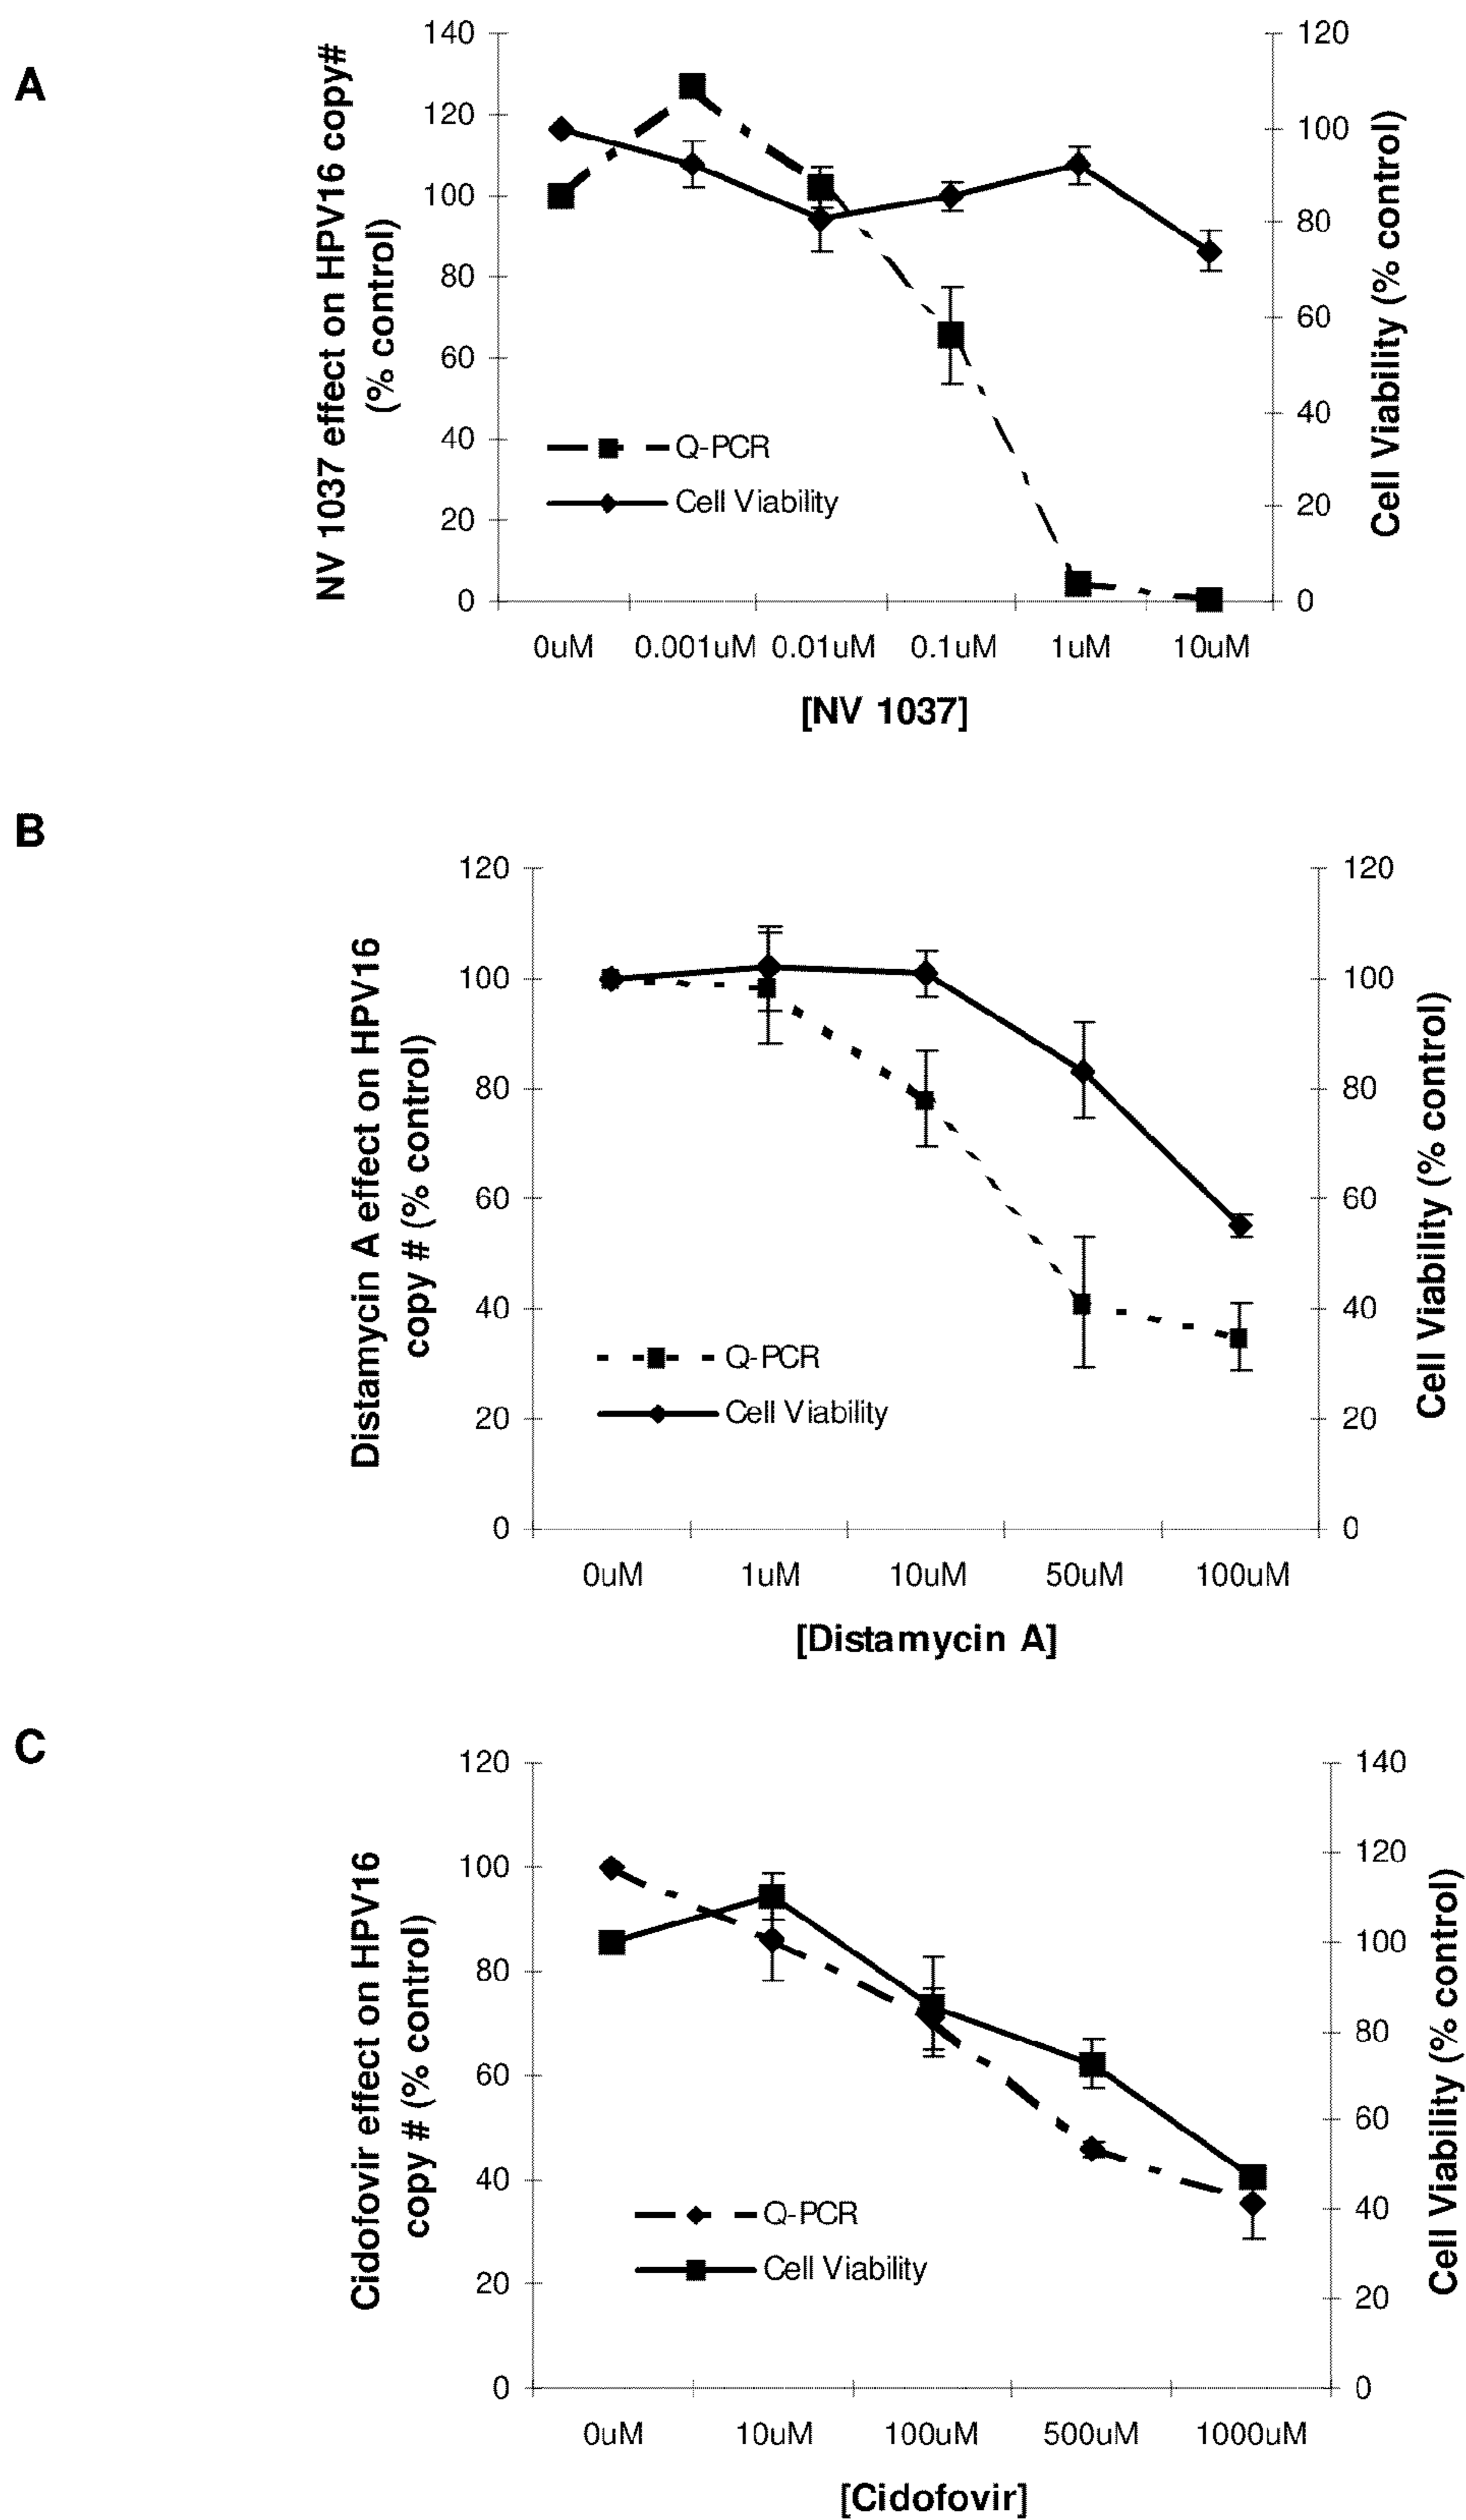 A
NV 1037 effect on HPV16 copy#
(% control)
140
120
100
80
60
40
20
0
120
100
80
60
40
20
0
Cell Viability (% control)
Q-PCR
Cell Viability
0uM 0.001uM 0.01uM 0.1uM 1uM 10uM
[NV 1037]
B
Distamycin A effect on HPV16
copy # (% control)
120
100
80
60
40
20
0
120
100
80
60
40
20
0
Cell Viability (% control)
Q-PCR
Cell Viability
0uM 1uM 10uM 50uM 100uM
[Distamycin A]
C
Cidofovir effect on HPV16
copy # (% control)
120
100
80
60
40
20
0
140
120
100
80
60
40
20
0
Cell Viability (% control)
Q-PCR
Cell Viability
0uM 10uM 100uM 500uM 1000uM
[Cidofovir]